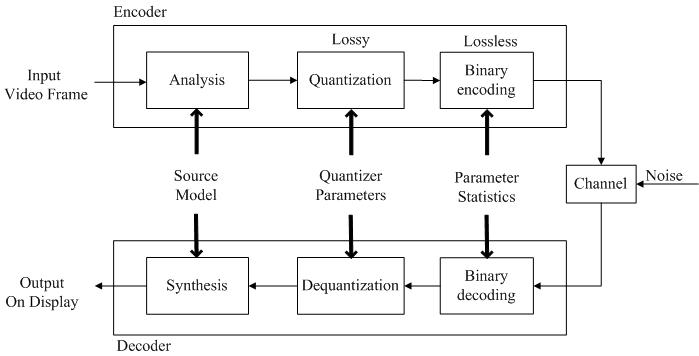 Encoder
Lossy
Lossless
Input
Video Frame
Analysis
Quantization
Binary
encoding
Source
Model
Quantizer
Parameters
Parameter
Statistics
Channel
Noise
Output
On Display
Synthesis
Dequantization
Binary
decoding
Decoder